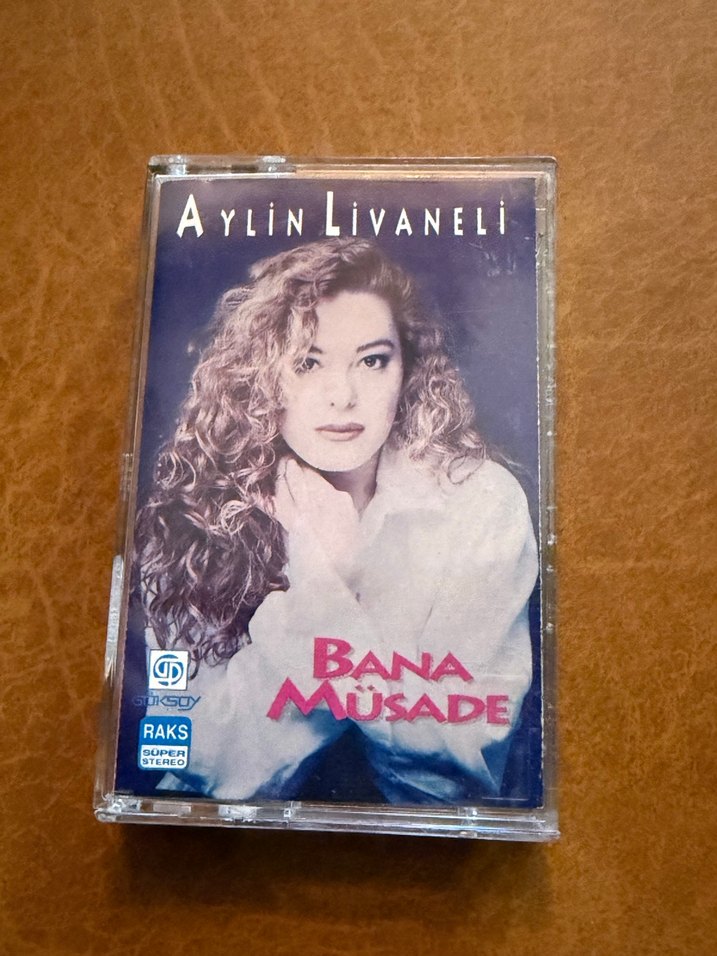 AYLİN LİVANELİ
BANA
MÜSADE
GÖKSOY
RAKS
SÜPER
STEREO